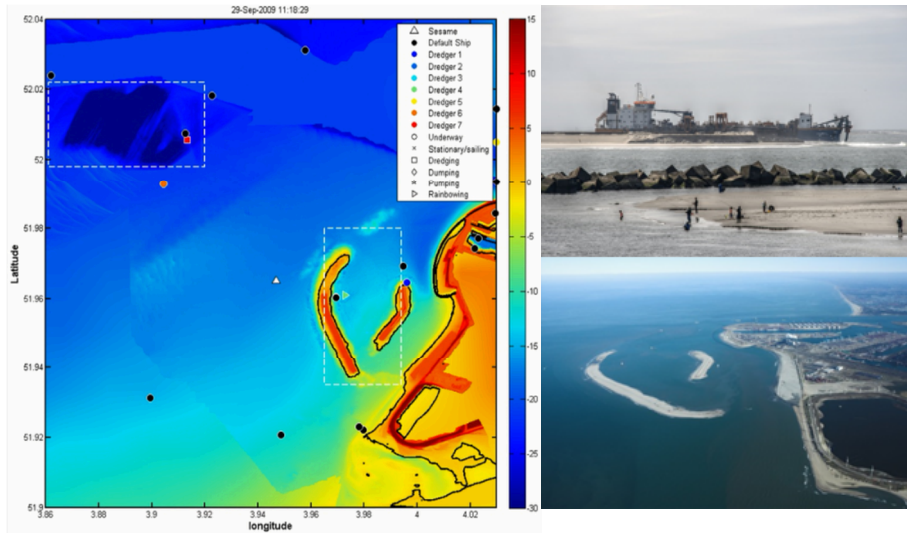 29-Sep-2009 11:18:29
Sesame
Default Ship
Dredger 1
Dredger 2
Dredger 3
Dredger 4
Dredger 5
Dredger 6
Dredger 7
Underway
Stationary/sailing
Dredging
Dumping
Pumping
Rainbowing
52.04
52.02
52
51.98
51.96
51.94
51.92
51.9
Latitude
3.86
3.9
3.92
3.94
3.96
3.98
4
4.02
longitude
15
10
5
0
-5
-10
-15
-20
-25
-30